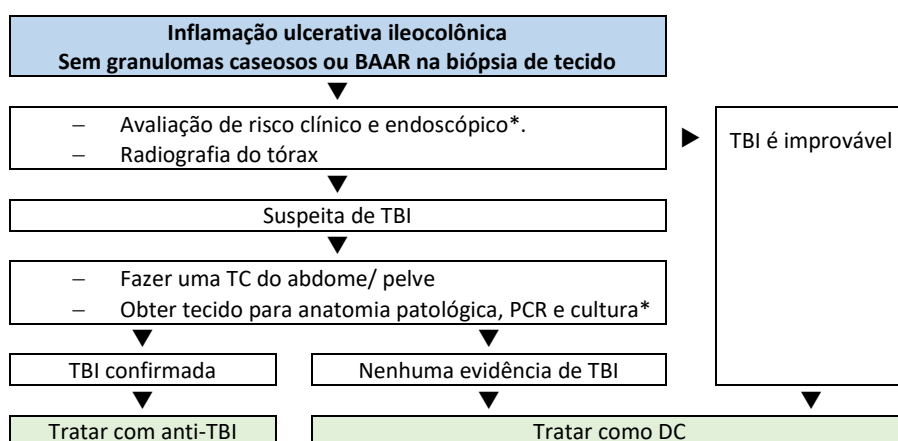 Inflamação ulcerativa ileocolônica
Sem granulomas caseosos ou BAAR na biópsia de tecido
– Avaliação de risco clínico e endoscópico*.
– Radiografia do tórax
TBI é improvável
Suspeita de TBI
– Fazer uma TC do abdome/ pelve
– Obter tecido para anatomia patológica, PCR e cultura*
TBI confirmada
Nenhuma evidência de TBI
Tratar com anti-TBI
Tratar como DC